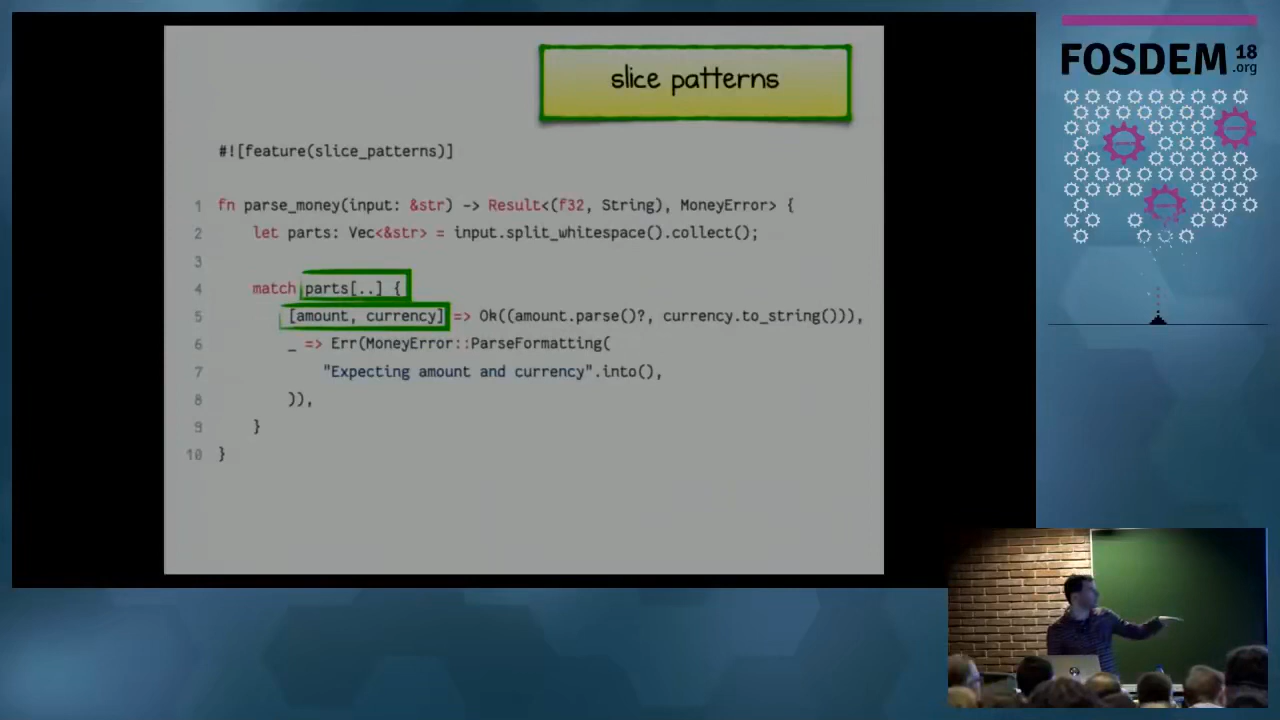 slice patterns
#![feature(slice_patterns)]
1 fn parse_money(input: &str) -> Result<(f32, String), MoneyError> {
2 let parts: Vec<&str> = input.split_whitespace().collect();
3
4 match parts[..] {
5 [amount, currency] => Ok((amount.parse()?, currency.to_string())),
6 _ => Err(MoneyError::ParseFormatting(
7 "Expecting amount and currency".into(),
8 )),
9 }
10 }
FOSDEM 18
.org